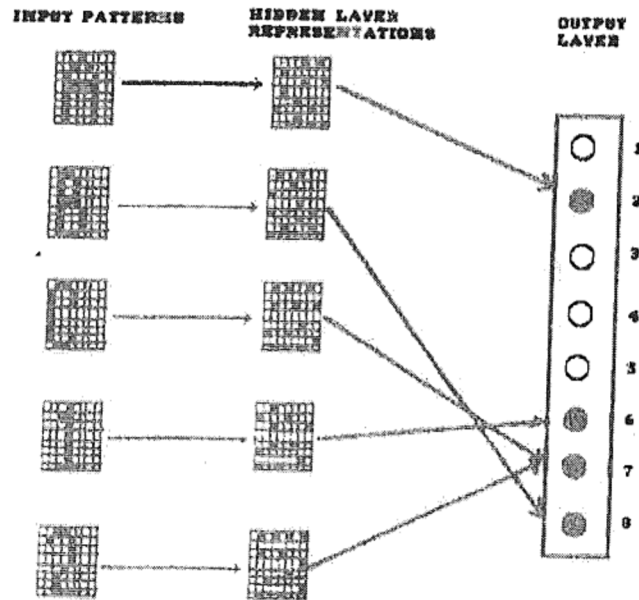 INPUT PATTERNS
HIDDEN LAYER
REPRESENTATIONS
OUTPUT
LAYER
1
2
3
4
5
6
7
8